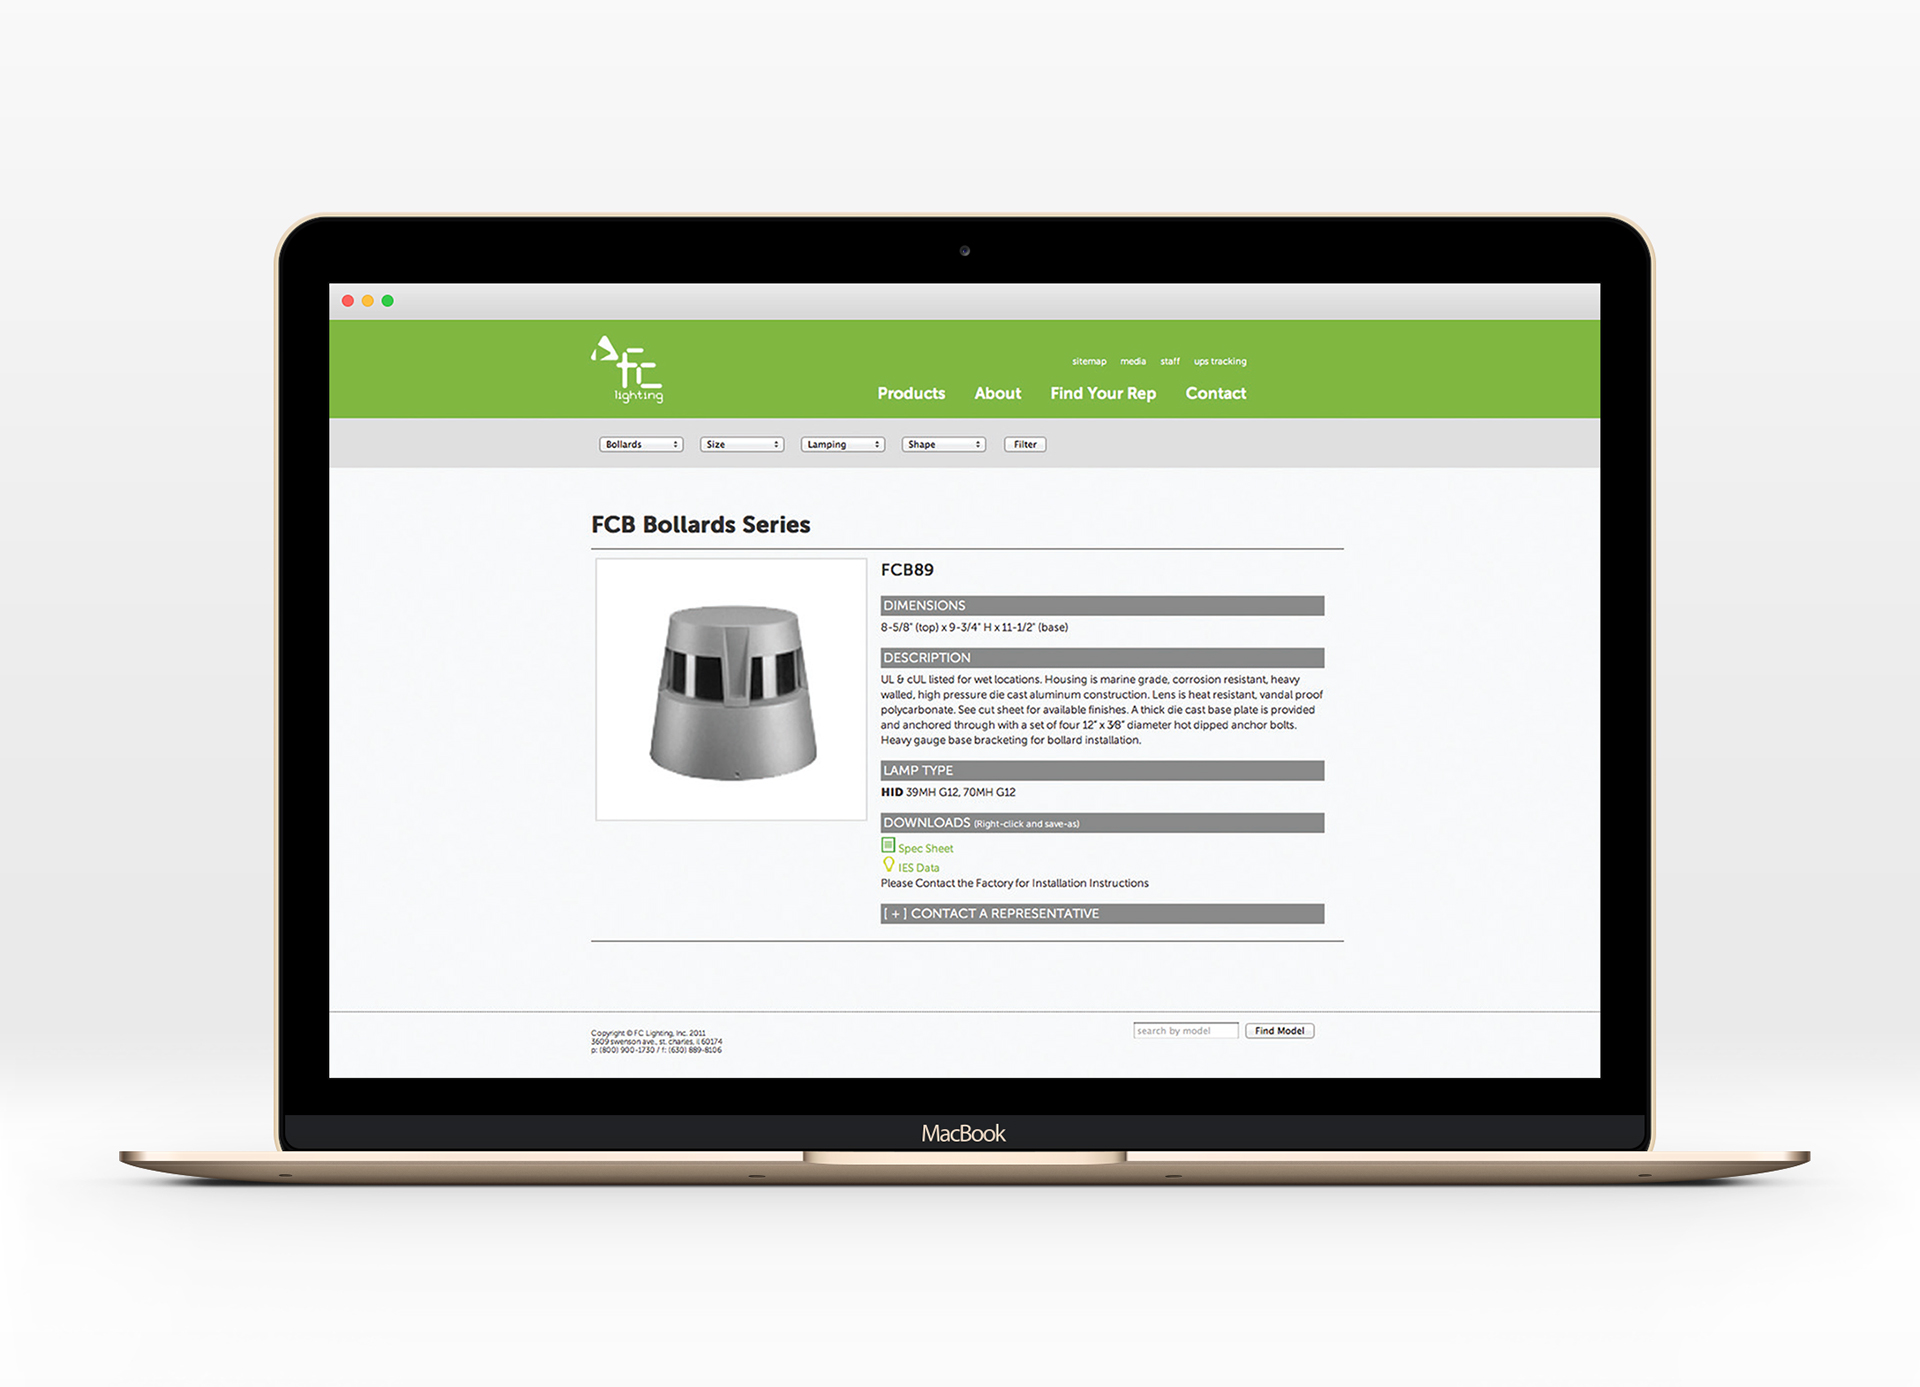 fc
lighting
sitemap media staff ups tracking
Products About Find Your Rep Contact
Bollards Size Lamping Shape Filter
FCB Bollards Series
FCB89
DIMENSIONS
8-5/8" (top) x 9-3/4" H x 11-1/2" (base)
DESCRIPTION
UL & cUL listed for wet locations. Housing is marine grade, corrosion resistant, heavy
walled, high pressure die cast aluminum construction. Lens is heat resistant, vandal proof
polycarbonate. See cut sheet for available finishes. A thick die cast base plate is provided
and anchored through with a set of four 12" x 3/8" diameter hot dipped anchor bolts.
Heavy gauge base bracketing for bollard installation.
LAMP TYPE
HID 39MH G12, 70MH G12
DOWNLOADS (Right-click and save-as)
Spec Sheet
IES Data
Please Contact the Factory for Installation Instructions
[ + ] CONTACT A REPRESENTATIVE
Copyright © FC Lighting, Inc. 2011
3609 swenson ave., st. charles, il 60174
p: (800) 900-1730 / f: (630) 889-8106
search by model Find Model
MacBook